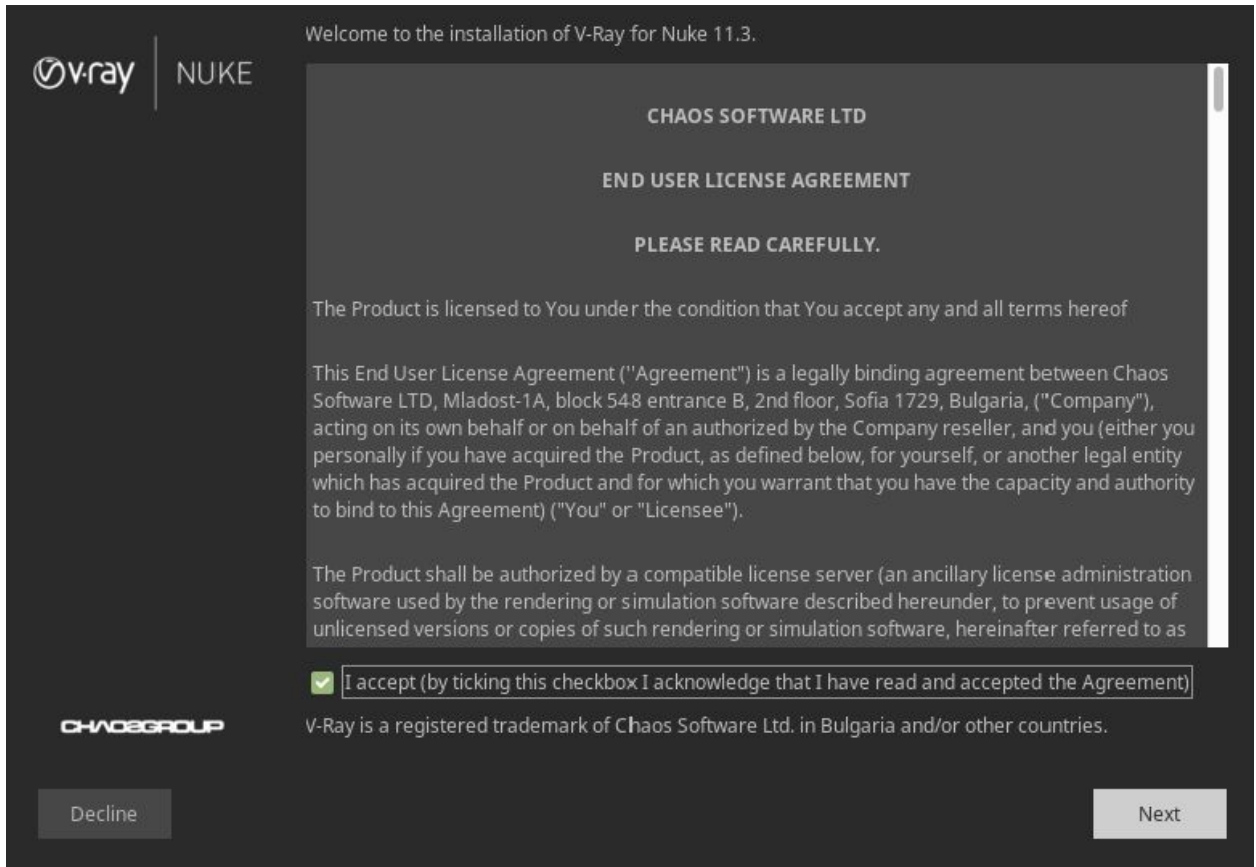 Welcome to the installation of V-Ray for Nuke 11.3.
v·ray | NUKE
CHAOS SOFTWARE LTD
END USER LICENSE AGREEMENT
PLEASE READ CAREFULLY.
The Product is licensed to You under the condition that You accept any and all terms hereof
This End User License Agreement (''Agreement") is a legally binding agreement between Chaos
Software LTD, Mladost-1A, block 548 entrance B, 2nd floor, Sofia 1729, Bulgaria, ("Company"),
acting on its own behalf or on behalf of an authorized by the Company reseller, and you (either you
personally if you have acquired the Product, as defined below, for yourself, or another legal entity
which has acquired the Product and for which you warrant that you have the capacity and authority
to bind to this Agreement) ("You" or "Licensee").
The Product shall be authorized by a compatible license server (an ancillary license administration
software used by the rendering or simulation software described hereunder, to prevent usage of
unlicensed versions or copies of such rendering or simulation software, hereinafter referred to as
I accept (by ticking this checkbox I acknowledge that I have read and accepted the Agreement)
CHAOSGROUP
V-Ray is a registered trademark of Chaos Software Ltd. in Bulgaria and/or other countries.
Decline
Next